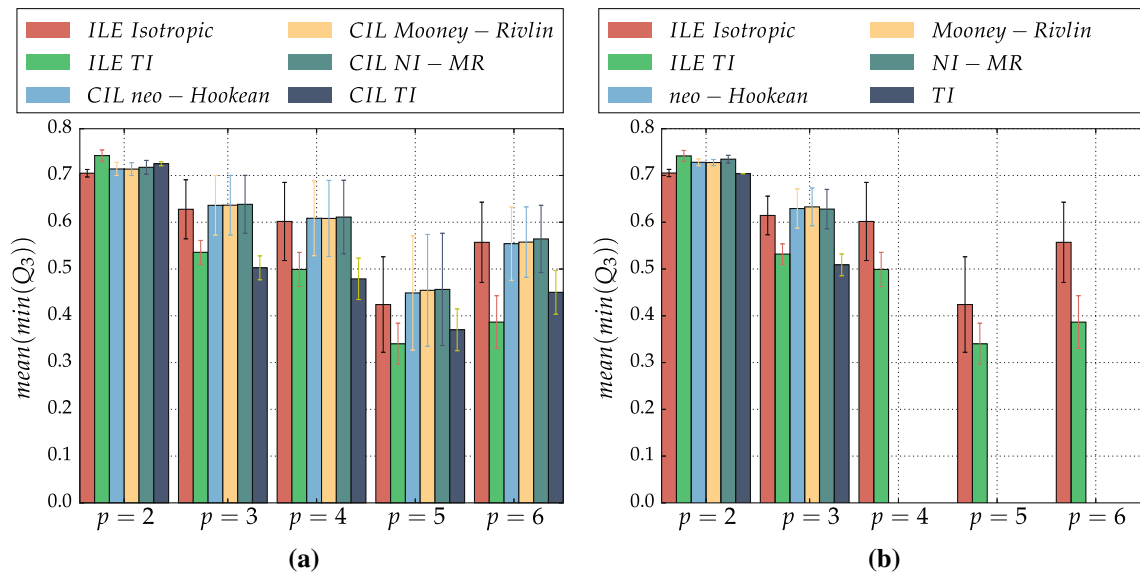 ILE Isotropic
CIL Mooney − Rivlin
ILE TI
CIL NI − MR
CIL neo − Hookean
CIL TI
mean(min(Q3))
0.8
0.7
0.6
0.5
0.4
0.3
0.2
0.1
0.0
p = 2
p = 3
p = 4
p = 5
p = 6
(a)
ILE Isotropic
Mooney − Rivlin
ILE TI
NI − MR
neo − Hookean
TI
mean(min(Q3))
0.8
0.7
0.6
0.5
0.4
0.3
0.2
0.1
0.0
p = 2
p = 3
p = 4
p = 5
p = 6
(b)